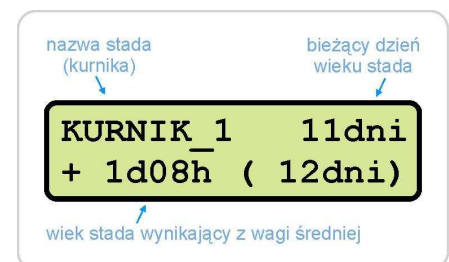 nazwa stada
(kurnika)
bieżący dzień
wieku stada
KURNIK_1 11dni
+ 1d08h ( 12dni)
wiek stada wynikający z wagi średniej